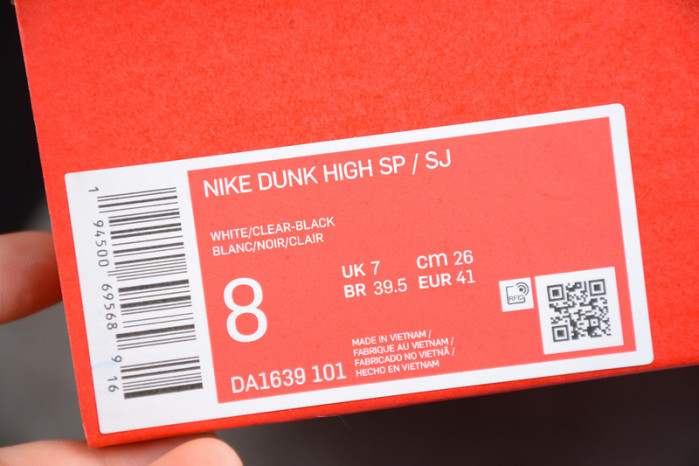 NIKE DUNK HIGH SP / SJ
WHITE/CLEAR-BLACK
BLANC/NOIR/CLAIR
8
UK 7 cm 26
BR 39.5 EUR 41
DA1639 101
MADE IN VIETNAM /
FABRIQUE AU VIETNAM /
FABRICADO NO VIETNÃ /
HECHO EN VIETNAM
RFID
1 94500 69568 9 16